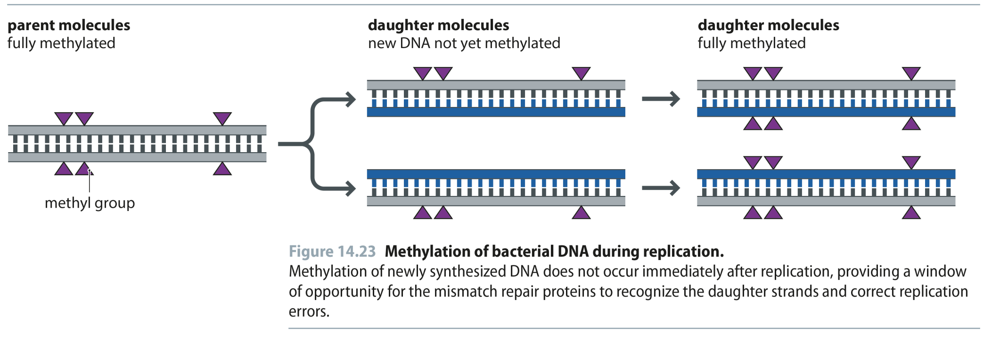 parent molecules
fully methylated
daughter molecules
new DNA not yet methylated
daughter molecules
fully methylated
methyl group
Figure 14.23 Methylation of bacterial DNA during replication.
Methylation of newly synthesized DNA does not occur immediately after replication, providing a window
of opportunity for the mismatch repair proteins to recognize the daughter strands and correct replication
errors.